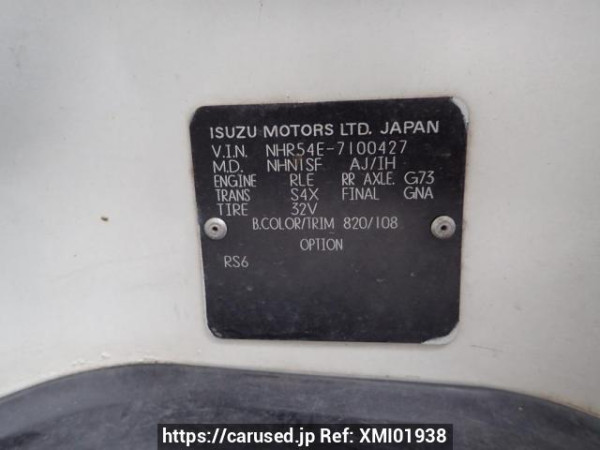 ISUZU MOTORS LTD. JAPAN
V.I.N. NHR54E-7100427
M.D. NHN1SF AJ/IH
ENGINE RLE RR AXLE. G73
TRANS S4X FINAL GNA
TIRE 32V
B.COLOR/TRIM 820/108
OPTION
RS6
https://carused.jp Ref: XMI01938